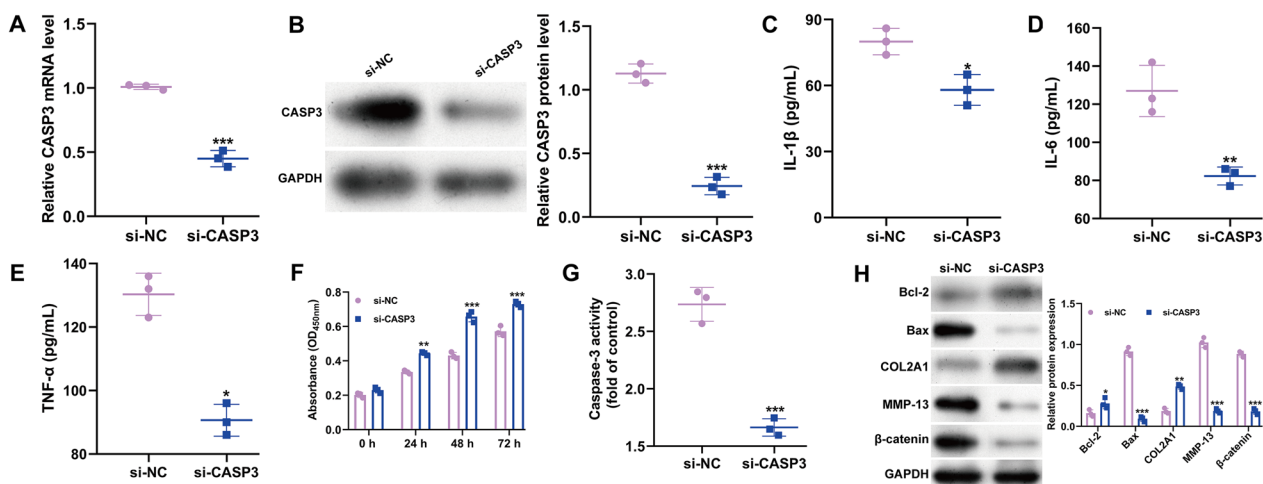 A
Relative CASP3 mRNA level
1.5
1.0
0.5
0.0
***
si-NC
si-CASP3
B
si-NC
si-CASP3
CASP3
GAPDH
Relative CASP3 protein level
1.5
1.0
0.5
0.0
***
si-NC
si-CASP3
C
IL-1β (pg/mL)
90
60
30
0
*
si-NC
si-CASP3
D
IL-6 (pg/mL)
160
140
120
100
80
60
**
si-NC
si-CASP3
E
TNF-α (pg/mL)
140
120
100
80
*
si-NC
si-CASP3
F
Absorbance (OD450nm)
0.8
0.6
0.4
0.2
0.0
si-NC
si-CASP3
**
***
***
0 h
24 h
48 h
72 h
G
Caspase-3 activity
(fold of control)
3.0
2.5
2.0
1.5
***
si-NC
si-CASP3
H
si-NC
si-CASP3
Bcl-2
Bax
COL2A1
MMP-13
β-catenin
GAPDH
Relative protein expression
1.5
1.0
0.5
0.0
si-NC
si-CASP3
*
***
**
***
***
Bcl-2
Bax
COL2A1
MMP-13
β-catenin